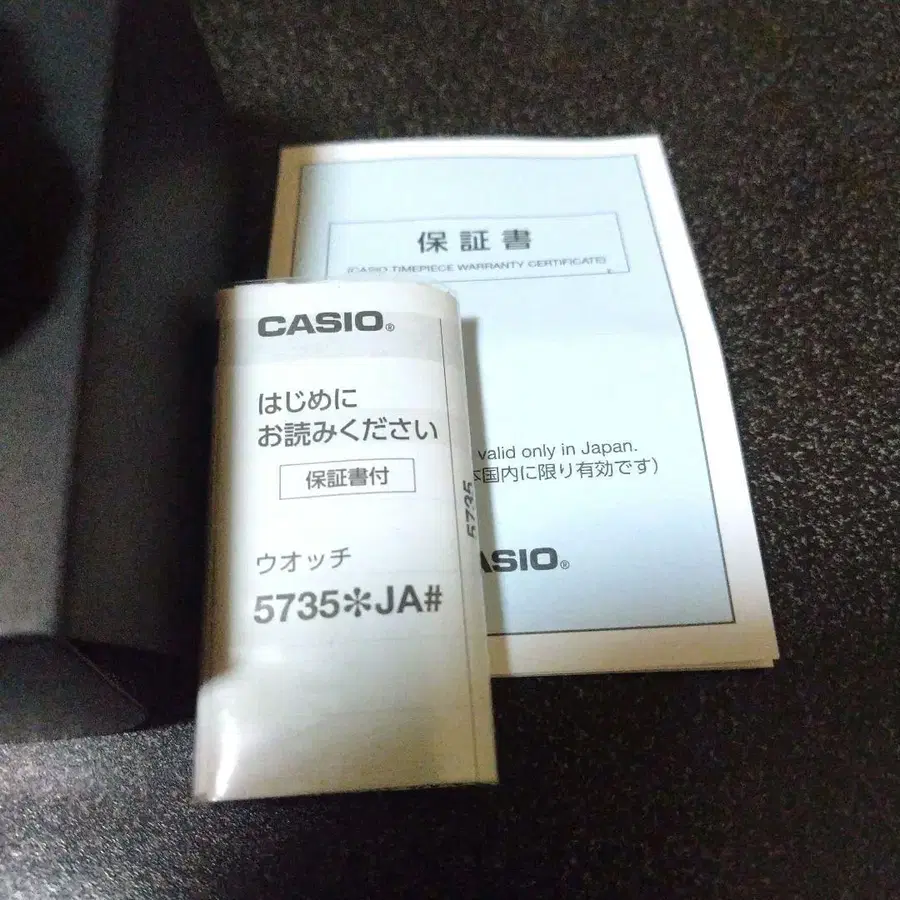 保証書
(CASIO TIMEPIECE WARRANTY CERTIFICATE)
CASIO®
はじめに
お読みください
保証書付
ウオッチ
5735✻JA#
5735
valid only in Japan.
本国内に限り有効です)
ASIO®